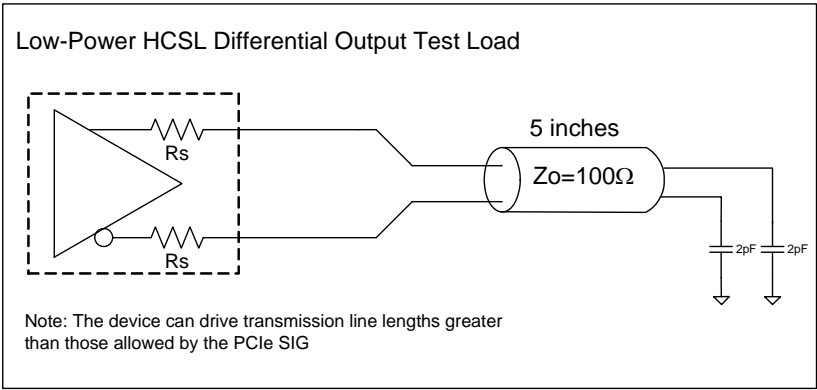 Low-Power HCSL Differential Output Test Load
Rs
5 inches
Zo=100Ω
Rs
2pF
2pF
Note: The device can drive transmission line lengths greater
than those allowed by the PCIe SIG